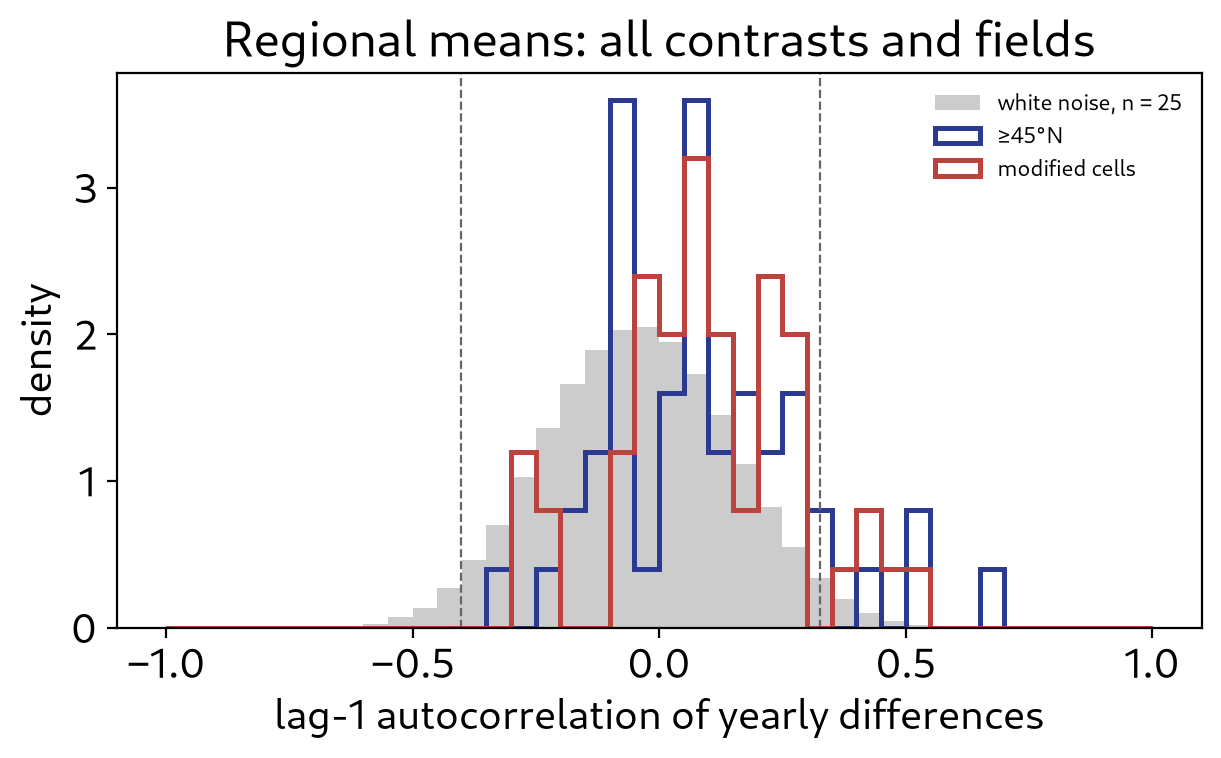 Regional means: all contrasts and fields
white noise, n = 25
≥45°N
modified cells
density
3
2
1
0
−1.0 −0.5 0.0 0.5 1.0
lag-1 autocorrelation of yearly differences